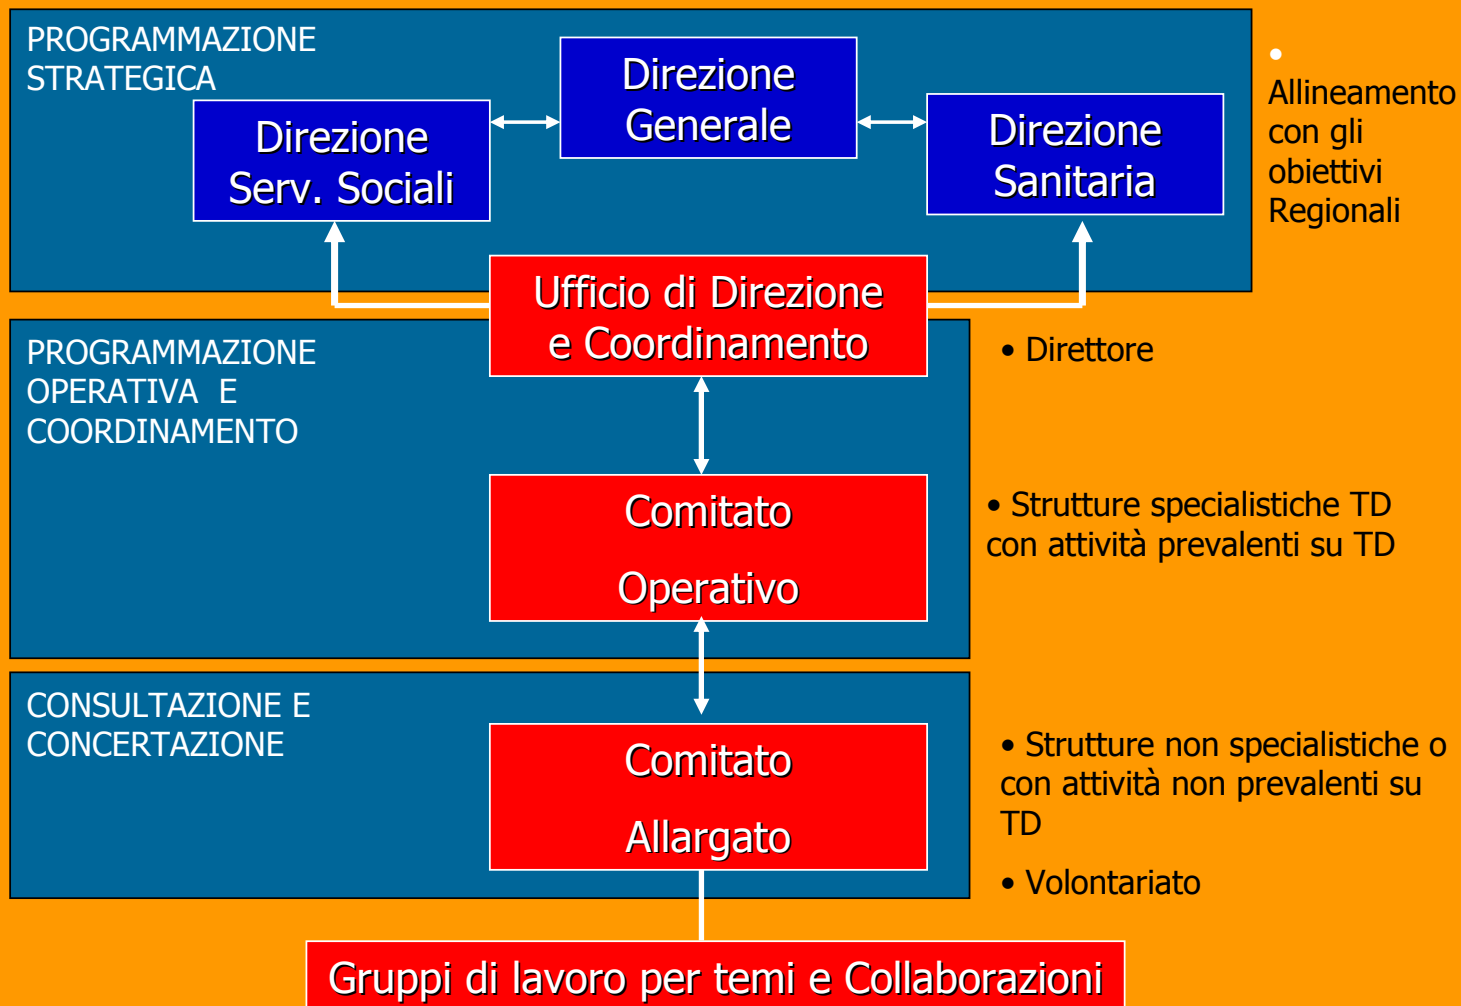 PROGRAMMAZIONE
STRATEGICA
Direzione
Generale
Direzione
Serv. Sociali
Direzione
Sanitaria
•
Allineamento
con gli
obiettivi
Regionali
Ufficio di Direzione
e Coordinamento
PROGRAMMAZIONE
OPERATIVA E
COORDINAMENTO
• Direttore
Comitato
Operativo
• Strutture specialistiche TD
con attività prevalenti su TD
CONSULTAZIONE E
CONCERTAZIONE
Comitato
Allargato
• Strutture non specialistiche o
con attività non prevalenti su
TD
• Volontariato
Gruppi di lavoro per temi e Collaborazioni